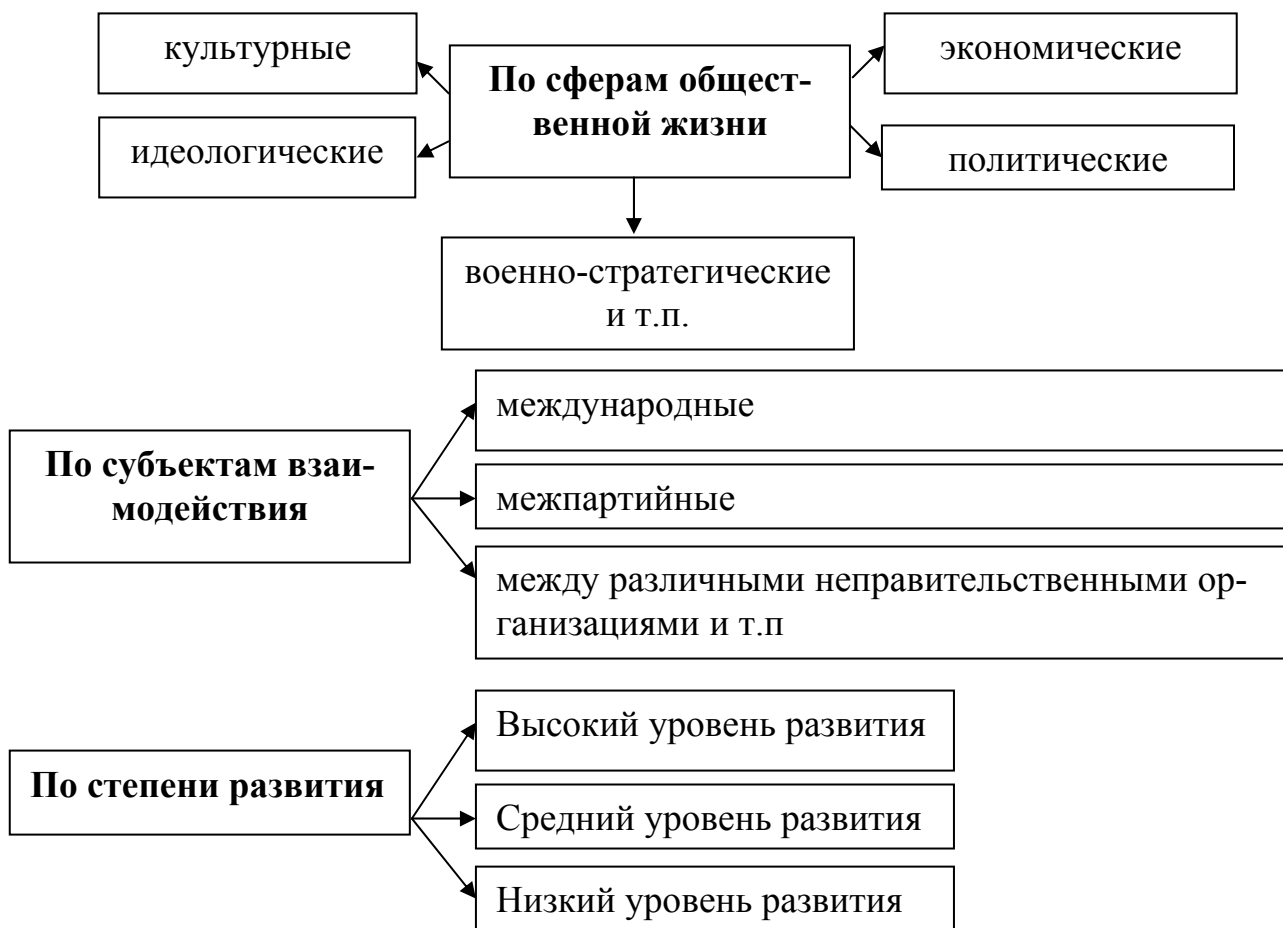 культурные
По сферам общест-
венной жизни
экономические
идеологические
политические
военно-стратегические
и т.п.
По субъектам взаи-
модействия
международные
межпартийные
между различными неправительственными ор-
ганизациями и т.п
По степени развития
Высокий уровень развития
Средний уровень развития
Низкий уровень развития